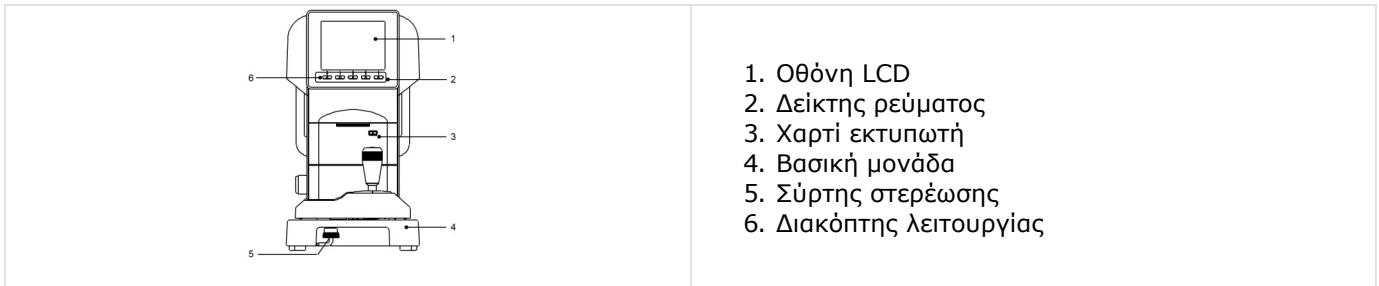 1
6
2
3
4
5
1. Οθόνη LCD
2. Δείκτης ρεύματος
3. Χαρτί εκτυπωτή
4. Βασική μονάδα
5. Σύρτης στερέωσης
6. Διακόπτης λειτουργίας